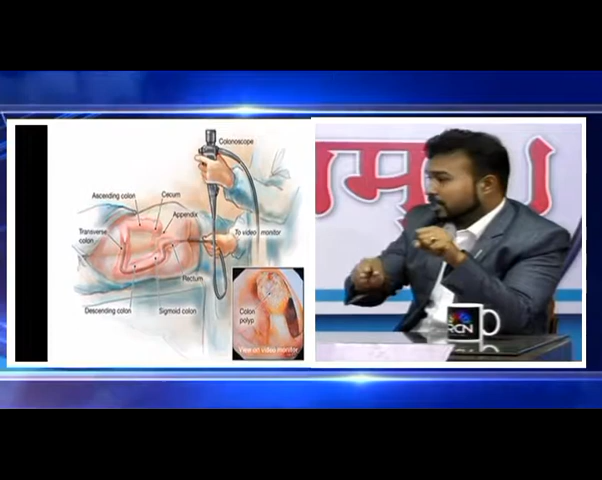 Colonoscope
Ascending colon
Cecum
Appendix
Transverse
colon
To video monitor
Rectum
Descending colon
Sigmoid colon
Colon
polyp
View on video monitor
RCN